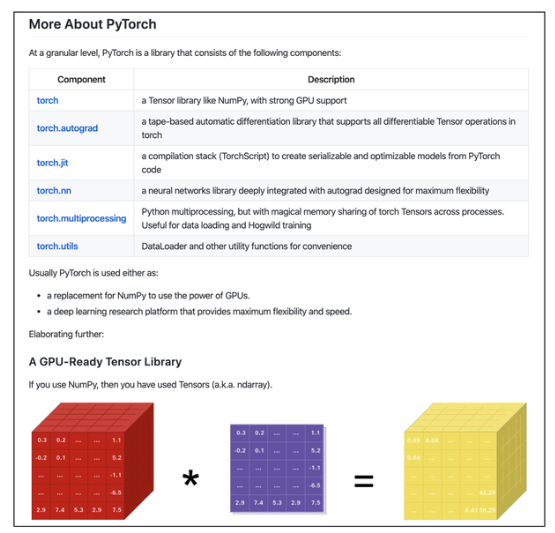 More About PyTorch
At a granular level, PyTorch is a library that consists of the following components:
Component Description
torch a Tensor library like NumPy, with strong GPU support
torch.autograd a tape-based automatic differentiation library that supports all differentiable Tensor operations in
torch
torch.jit a compilation stack (TorchScript) to create serializable and optimizable models from PyTorch
code
torch.nn a neural networks library deeply integrated with autograd designed for maximum flexibility
torch.multiprocessing Python multiprocessing, but with magical memory sharing of torch Tensors across processes.
Useful for data loading and Hogwild training
torch.utils DataLoader and other utility functions for convenience
Usually PyTorch is used either as:
• a replacement for NumPy to use the power of GPUs.
• a deep learning research platform that provides maximum flexibility and speed.
Elaborating further:
A GPU-Ready Tensor Library
If you use NumPy, then you have used Tensors (a.k.a. ndarray).
0.3 0.2 ... ... 1.1
-0.2 0.1 ... ... 5.2
... ... ... ... -1.1
... ... ... ... -6.5
2.9 7.4 5.3 2.9 7.5
*
0.3 0.2 ... ... 1.1
-0.2 0.1 ... ... 5.2
... ... ... ... -1.1
... ... ... ... -6.5
2.9 7.4 5.3 2.9 7.5
=
0.09 0.04 ... ... ...
0.04 ... ... ... ...
... ... ... ... ...
... ... ... ... 42.25
... ... ... 8.41 56.25